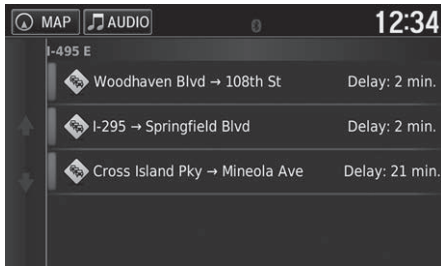 MAP AUDIO 12:34
I-495 E
Woodhaven Blvd → 108th St Delay: 2 min.
I-295 → Springfield Blvd Delay: 2 min.
Cross Island Pky → Mineola Ave Delay: 21 min.